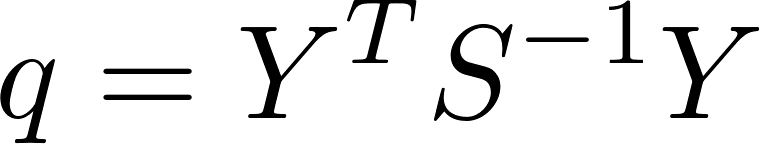 q = Y^T S^{-1} Y